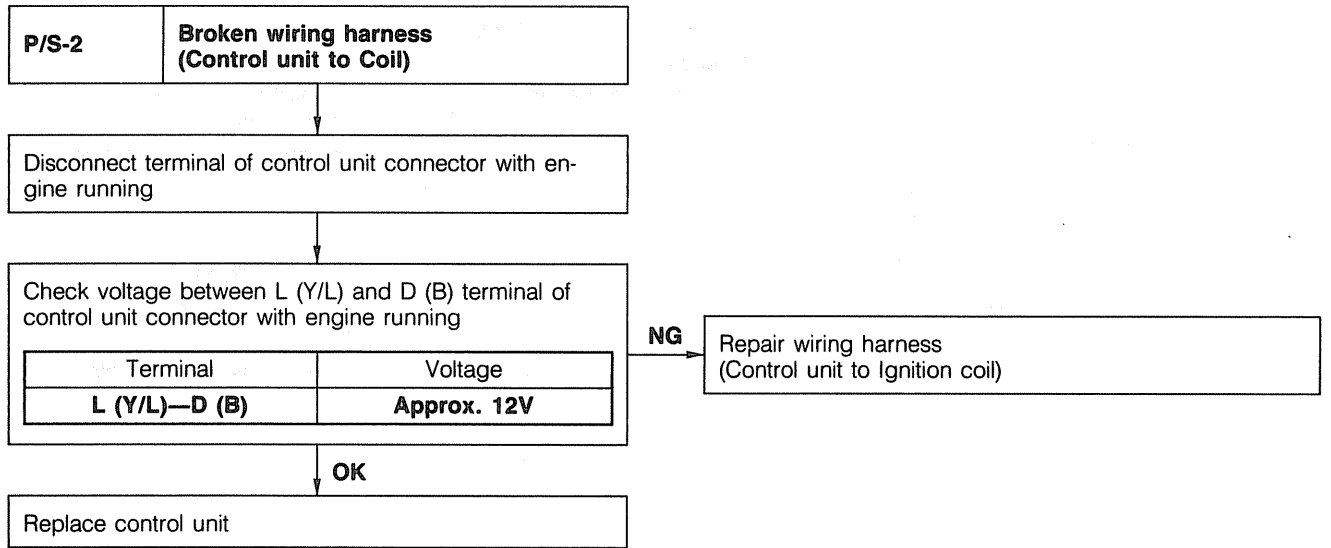 P/S-2
Broken wiring harness
(Control unit to Coil)
Disconnect terminal of control unit connector with en-
gine running
Check voltage between L (Y/L) and D (B) terminal of
control unit connector with engine running
Terminal Voltage
L (Y/L)—D (B) Approx. 12V
NG
Repair wiring harness
(Control unit to Ignition coil)
OK
Replace control unit